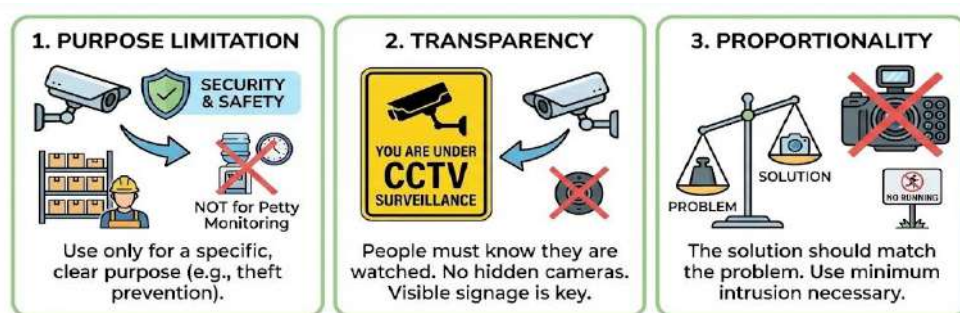 1. PURPOSE LIMITATION
SECURITY
& SAFETY
NOT for Petty
Monitoring
Use only for a specific,
clear purpose (e.g., theft
prevention).
2. TRANSPARENCY
YOU ARE UNDER
CCTV
SURVEILLANCE
People must know they are
watched. No hidden cameras.
Visible signage is key.
3. PROPORTIONALITY
PROBLEM
SOLUTION
NO RUNNING
The solution should match
the problem. Use minimum
intrusion necessary.